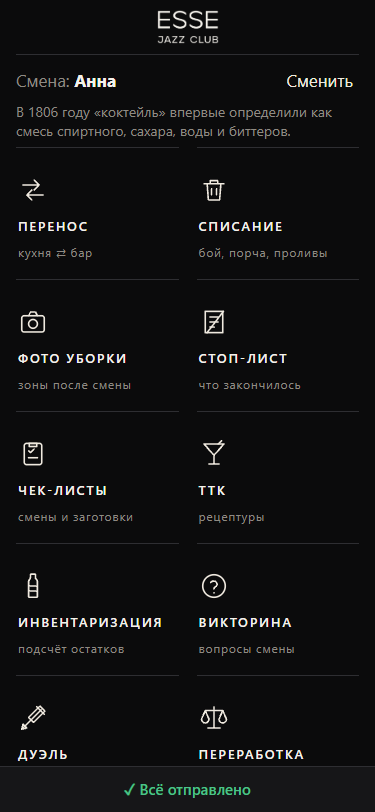 ESSE
JAZZ CLUB
Смена: Анна
Сменить
В 1806 году «коктейль» впервые определили как
смесь спиртного, сахара, воды и биттеров.
ПЕРЕНОС
кухня ⇄ бар
СПИСАНИЕ
бой, порча, проливы
ФОТО УБОРКИ
зоны после смены
СТОП-ЛИСТ
что закончилось
ЧЕК-ЛИСТЫ
смены и заготовки
ТТК
рецептуры
ИНВЕНТАРИЗАЦИЯ
подсчёт остатков
ВИКТОРИНА
вопросы смены
ДУЭЛЬ
ПЕРЕРАБОТКА
✓ Всё отправлено